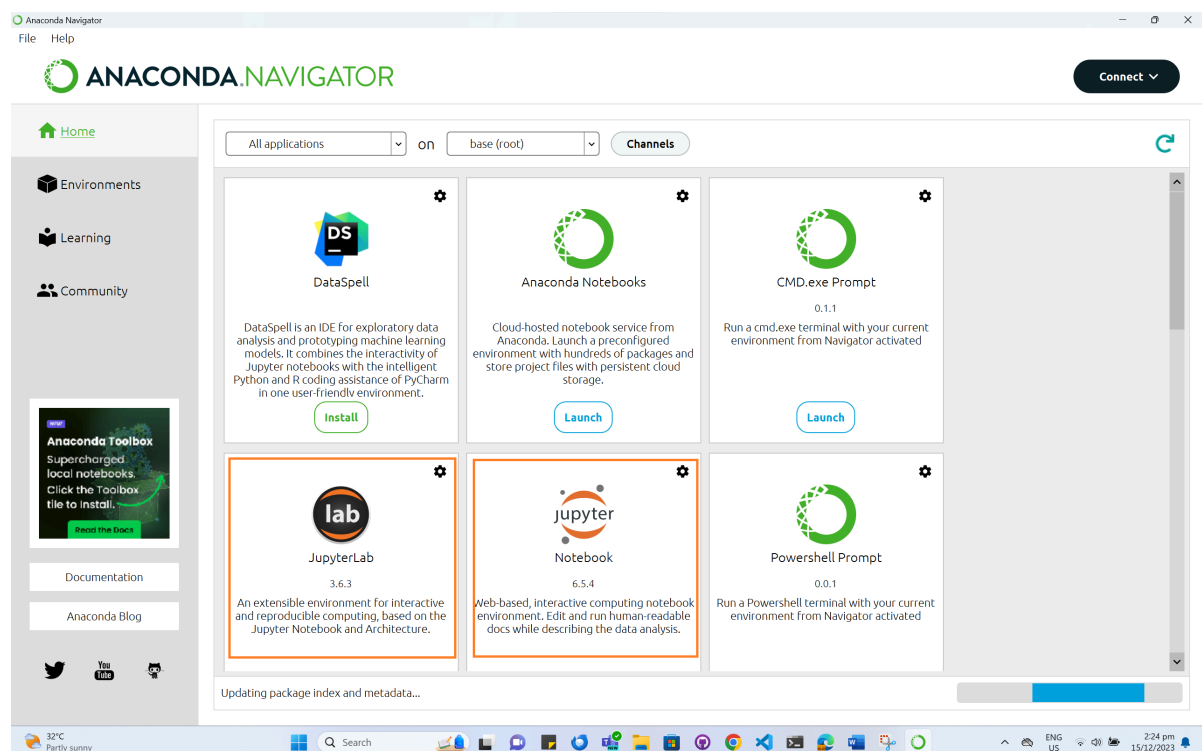 Anaconda Navigator
File Help
ANACONDA.NAVIGATOR
Connect
Home
Environments
Learning
Community
All applications
on
base (root)
Channels
DS
DataSpell
DataSpell is an IDE for exploratory data
analysis and prototyping machine learning
models. It combines the interactivity of
Jupyter notebooks with the intelligent
Python and R coding assistance of PyCharm
in one user-friendly environment.
Install
Anaconda Notebooks
Cloud-hosted notebook service from
Anaconda. Launch a preconfigured
environment with hundreds of packages and
store project files with persistent cloud
storage.
Launch
CMD.exe Prompt
0.1.1
Run a cmd.exe terminal with your current
environment from Navigator activated
Launch
lab
JupyterLab
3.6.3
An extensible environment for interactive
and reproducible computing, based on the
Jupyter Notebook and Architecture.
jupyter
Notebook
6.5.4
Web-based, interactive computing notebook
environment. Edit and run human-readable
docs while describing the data analysis.
Powershell Prompt
0.0.1
Run a Powershell terminal with your current
environment from Navigator activated
NEW
Anaconda Toolbox
Supercharged
local notebooks.
Click the Toolbox
tile to install.
Read the Docs
Documentation
Anaconda Blog
You
Tube
Updating package index and metadata...
32°C
Partly sunny
Search
ENG
US
2:24 pm
15/12/2023